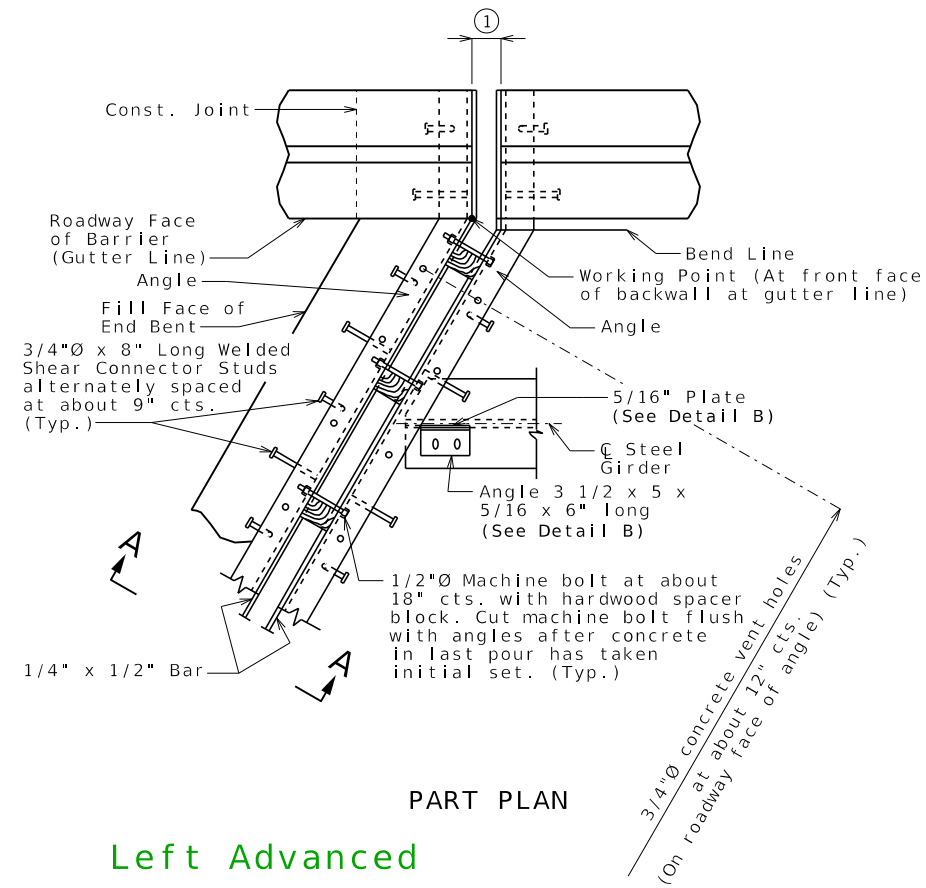 1
Const. Joint
Roadway Face
of Barrier
(Gutter Line)
Angle
Fill Face of
End Bent
3/4"Ø x 8" Long Welded
Shear Connector Studs
alternately spaced
at about 9" cts.
(Typ.)
Bend Line
Working Point (At front face
of backwall at gutter line)
Angle
5/16" Plate
(See Detail B)
℄ Steel
Girder
Angle 3 1/2 x 5 x
5/16 x 6" long
(See Detail B)
A
1/2"Ø Machine bolt at about
18" cts. with hardwood spacer
block. Cut machine bolt flush
with angles after concrete
in last pour has taken
initial set. (Typ.)
A
1/4" x 1/2" Bar
3/4"Ø concrete vent holes
at about 12" cts.
(On roadway face of angle) (Typ.)
PART PLAN
Left Advanced